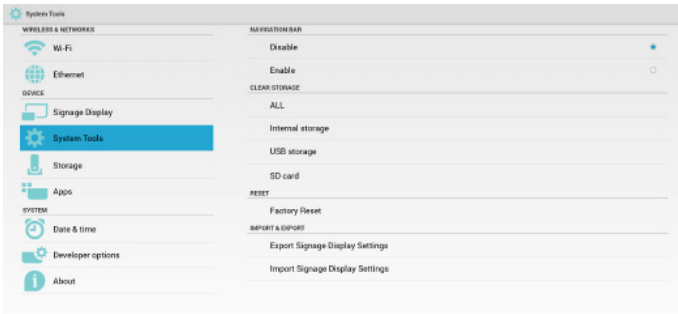 System Tools
WIRELESS & NETWORKS
Wi-Fi
Ethernet
DEVICE
Signage Display
System Tools
Storage
Apps
SYSTEM
Date & time
Developer options
About
NAVIGATION BAR
Disable
Enable
CLEAR STORAGE
ALL
Internal storage
USB storage
SD card
RESET
Factory Reset
IMPORT & EXPORT
Export Signage Display Settings
Import Signage Display Settings